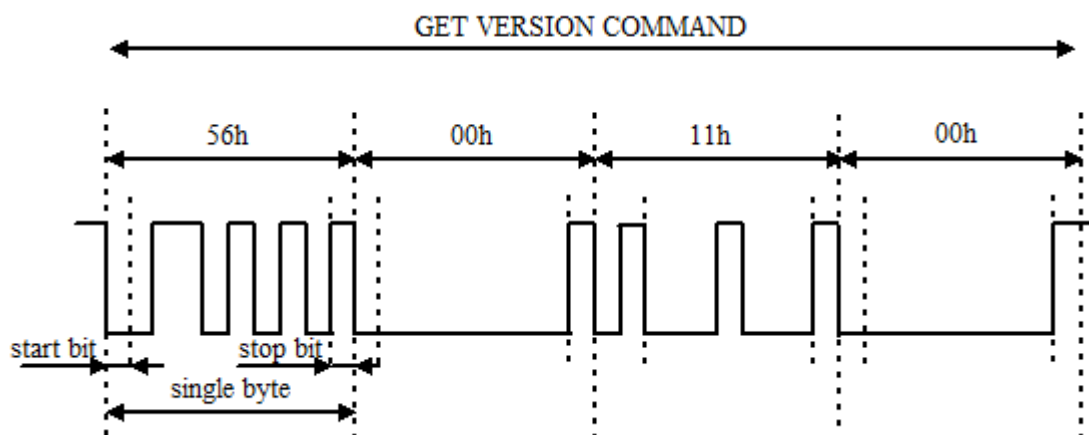 GET VERSION COMMAND
56h 00h 11h 00h
start bit stop bit
single byte